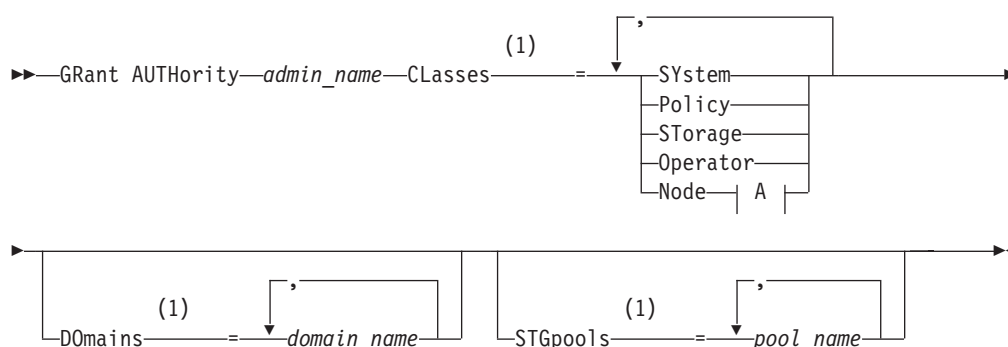 (1) ,
GRant AUTHority admin_name CLasses = SYstem
Policy
STorage
Operator
Node A
(1) , (1) ,
DOmains = domain_name STGpools = pool_name